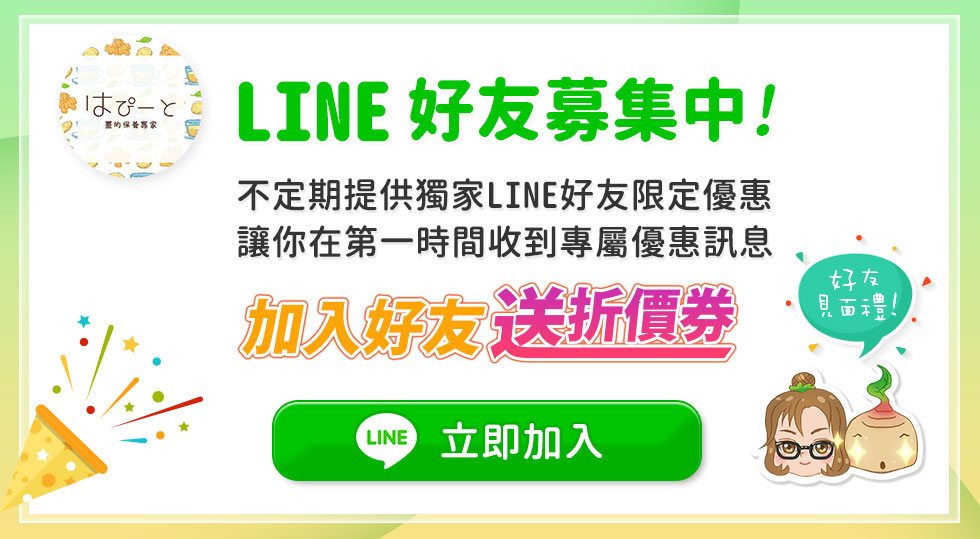 はぴーと
薑的保養專家
LINE 好友募集中!
不定期提供獨家LINE好友限定優惠
讓你在第一時間收到專屬優惠訊息
加入好友送折價券
好友
見面禮!
LINE 立即加入